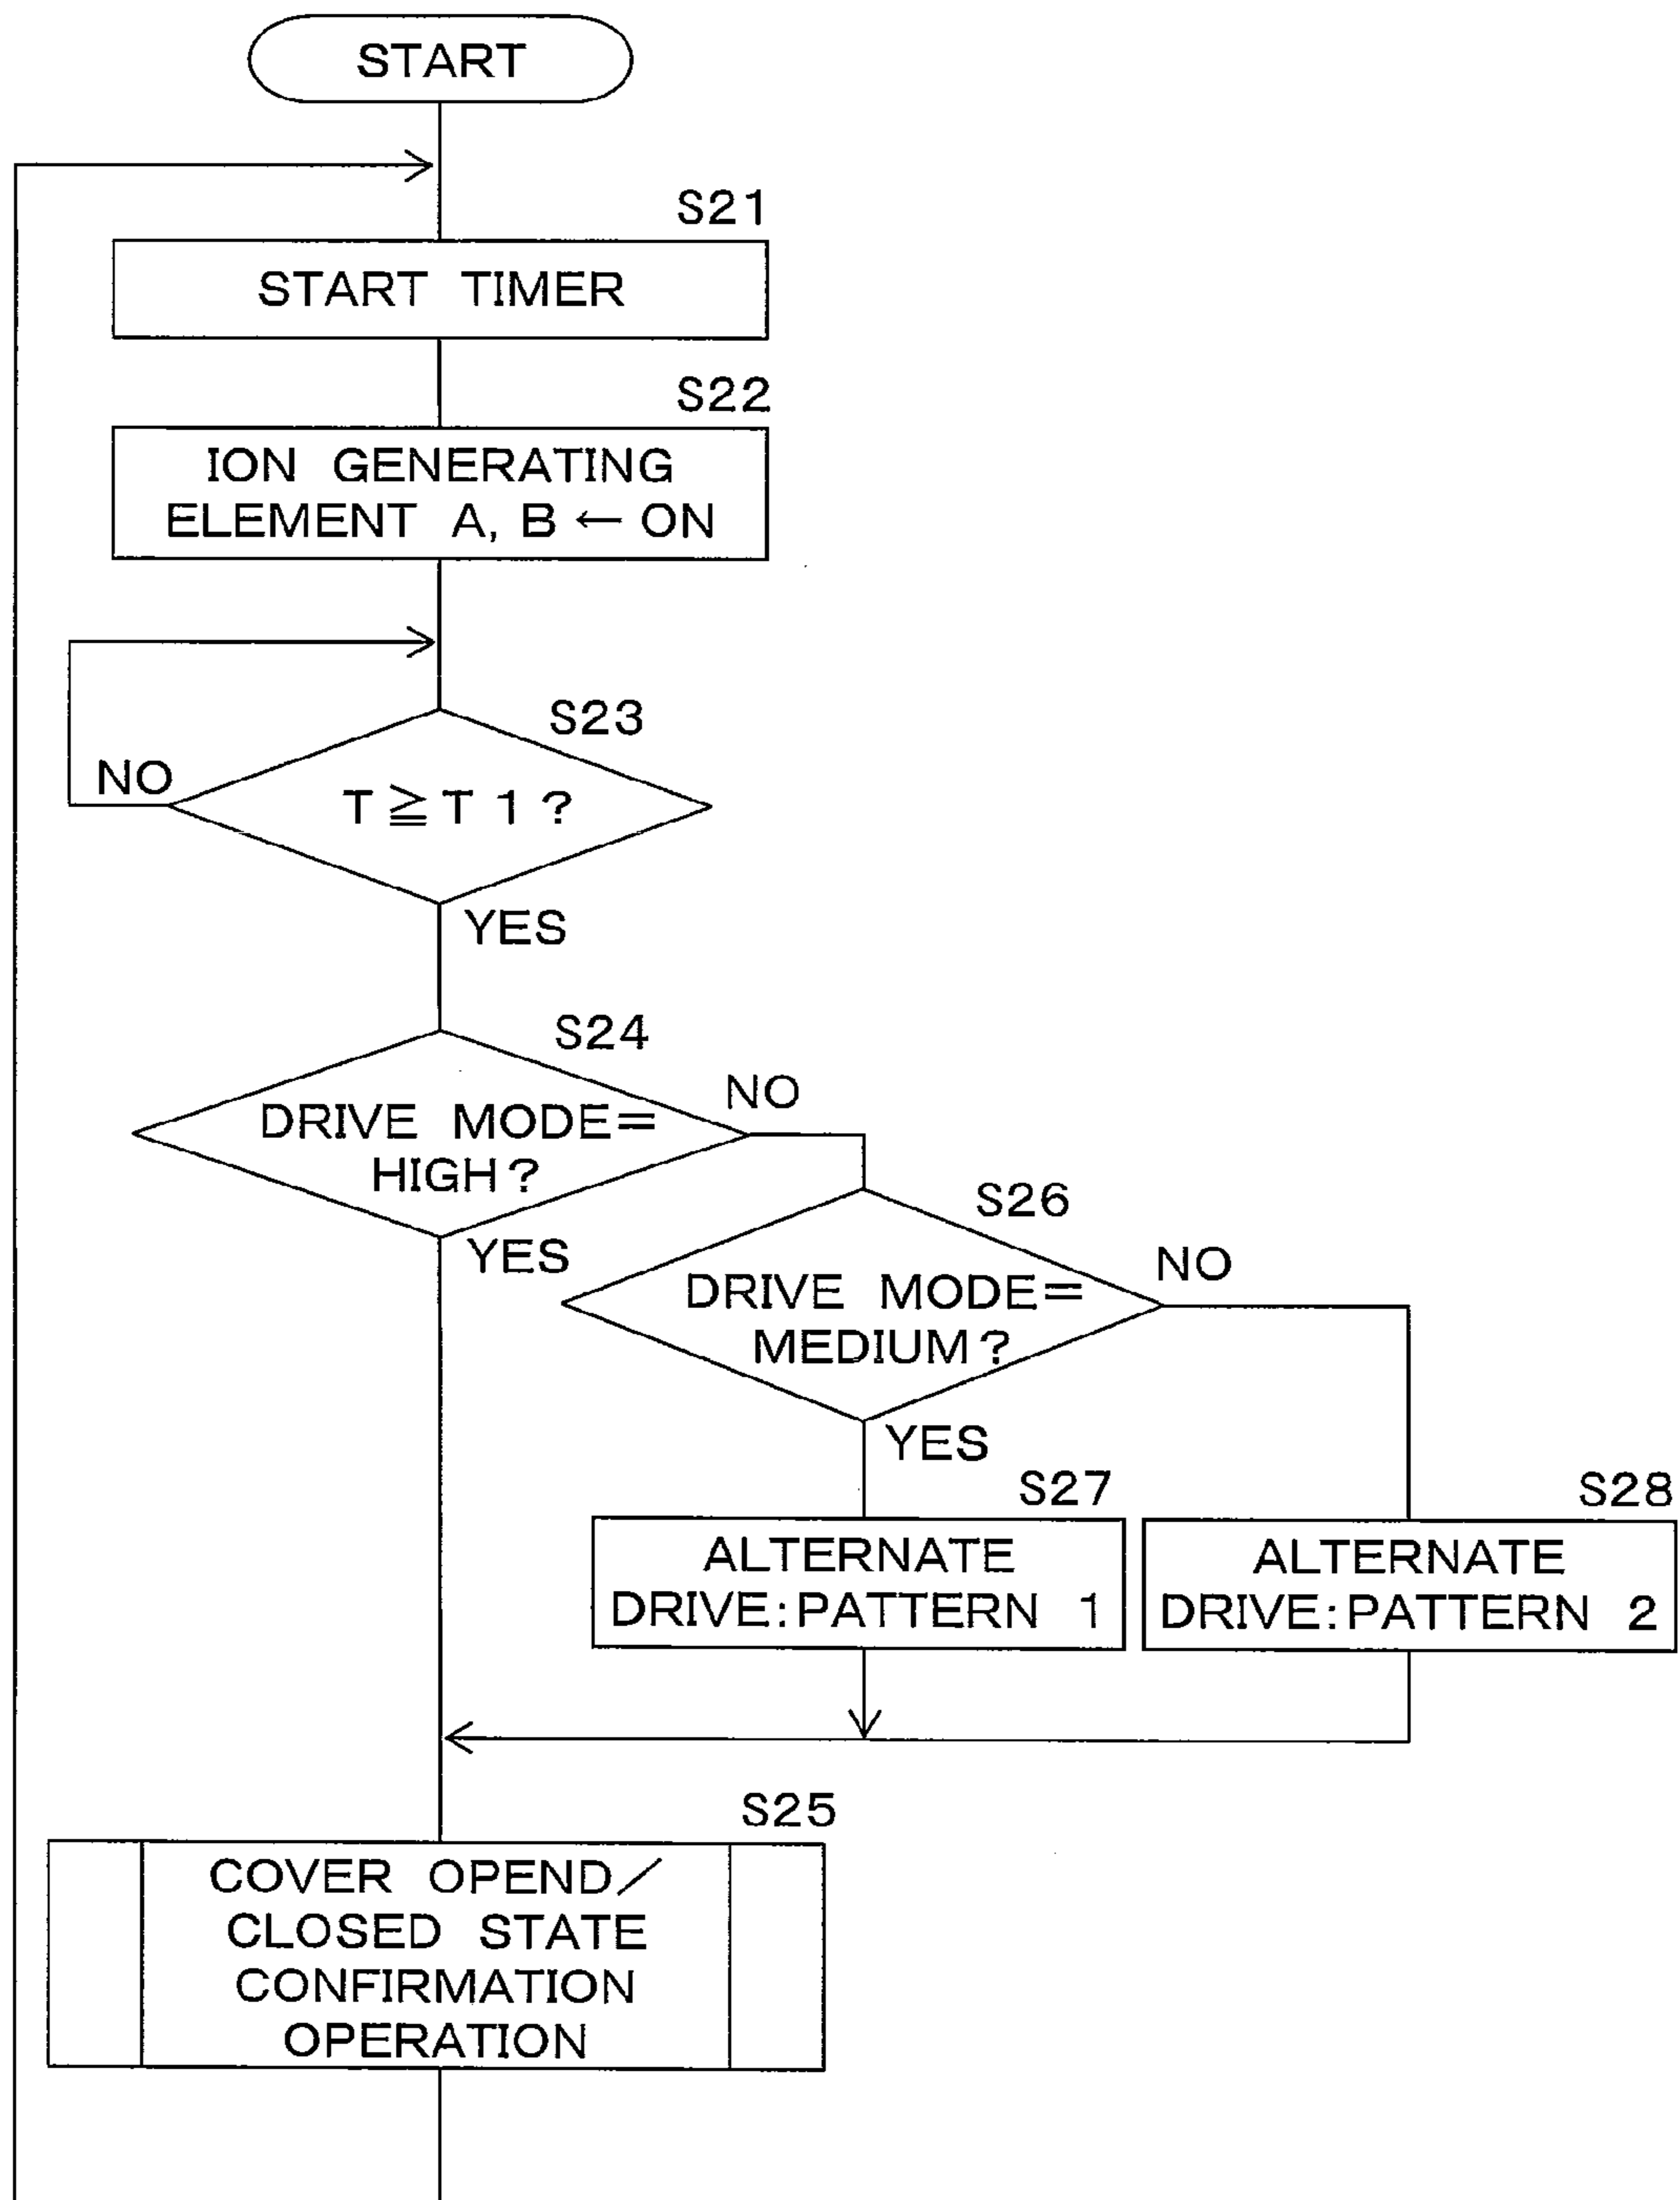 START
S21
START TIMER
S22
ION GENERATING
ELEMENT A, B ← ON
S23
NO
T ≧ T 1 ?
YES
S24
NO
DRIVE MODE=
HIGH?
YES
S26
NO
DRIVE MODE=
MEDIUM?
YES
S27
ALTERNATE
DRIVE:PATTERN 1
S28
ALTERNATE
DRIVE:PATTERN 2
S25
COVER OPEND/
CLOSED STATE
CONFIRMATION
OPERATION